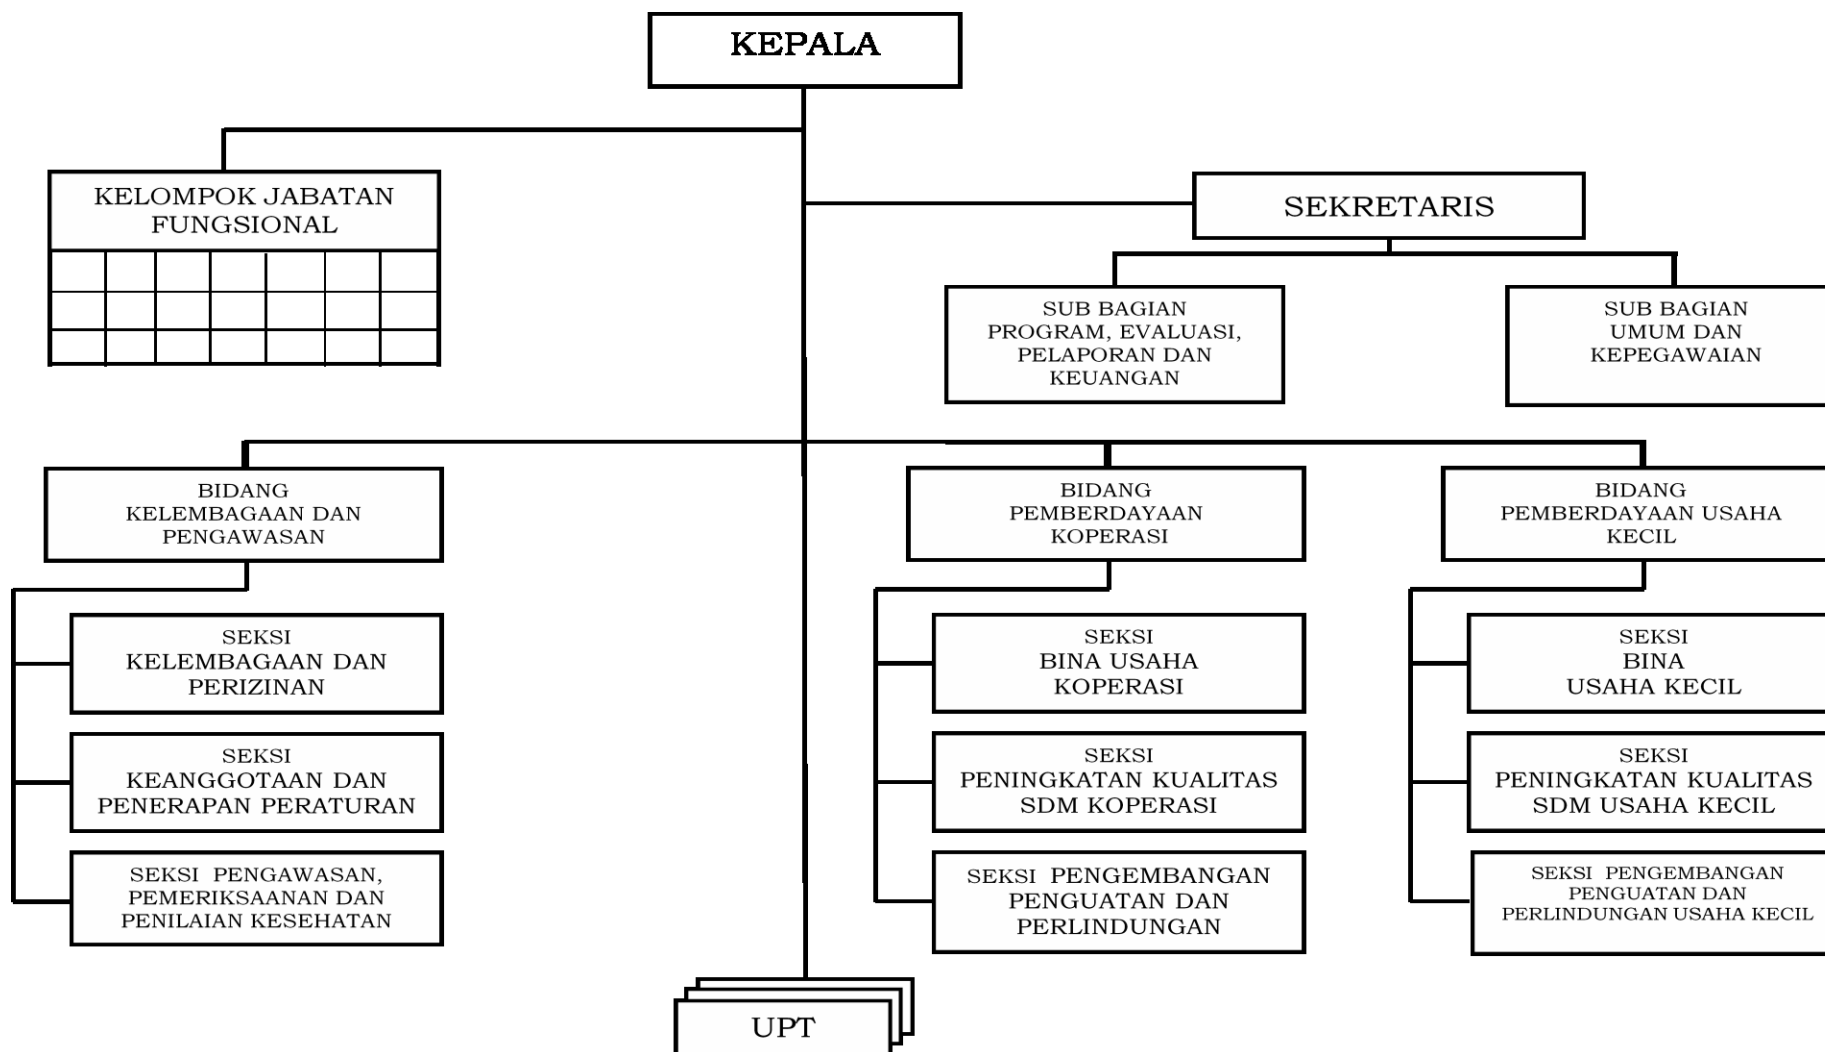 KEPALA
KELOMPOK JABATAN
FUNGSIONAL
SEKRETARIS
SUB BAGIAN
PROGRAM, EVALUASI,
PELAPORAN DAN
KEUANGAN
SUB BAGIAN
UMUM DAN
KEPEGAWAIAN
BIDANG
KELEMBAGAAN DAN
PENGAWASAN
BIDANG
PEMBERDAYAAN
KOPERASI
BIDANG
PEMBERDAYAAN USAHA
KECIL
SEKSI
KELEMBAGAAN DAN
PERIZINAN
SEKSI
BINA USAHA
KOPERASI
SEKSI
BINA
USAHA KECIL
SEKSI
KEANGGOTAAN DAN
PENERAPAN PERATURAN
SEKSI
PENINGKATAN KUALITAS
SDM KOPERASI
SEKSI
PENINGKATAN KUALITAS
SDM USAHA KECIL
SEKSI PENGAWASAN,
PEMERIKSAANAN DAN
PENILAIAN KESEHATAN
SEKSI PENGEMBANGAN
PENGUATAN DAN
PERLINDUNGAN
SEKSI PENGEMBANGAN
PENGUATAN DAN
PERLINDUNGAN USAHA KECIL
UPT